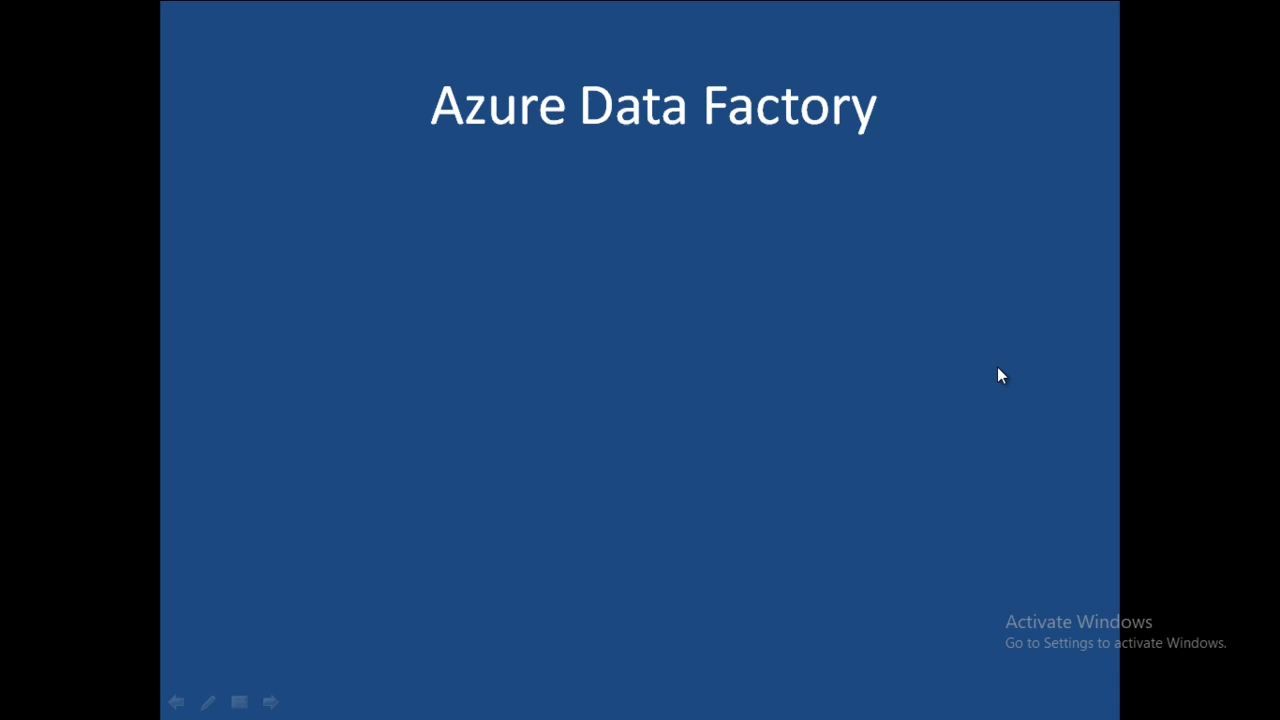 Azure Data Factory
Activate Windows
Go to Settings to activate Windows.